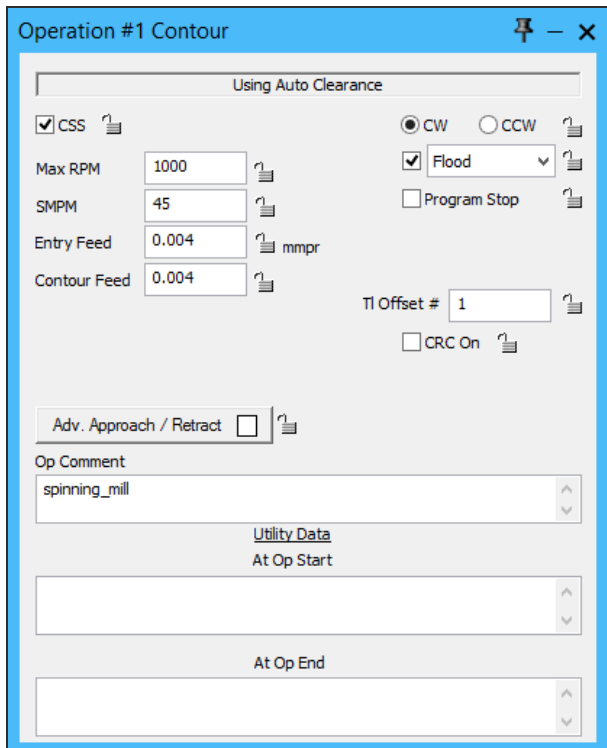 Operation #1 Contour
Using Auto Clearance
CSS
CW CCW
Max RPM 1000
Flood
SMPM 45
Program Stop
Entry Feed 0.004 mmpr
Contour Feed 0.004
Tl Offset # 1
CRC On
Adv. Approach / Retract
Op Comment
spinning_mill
Utility Data
At Op Start
At Op End